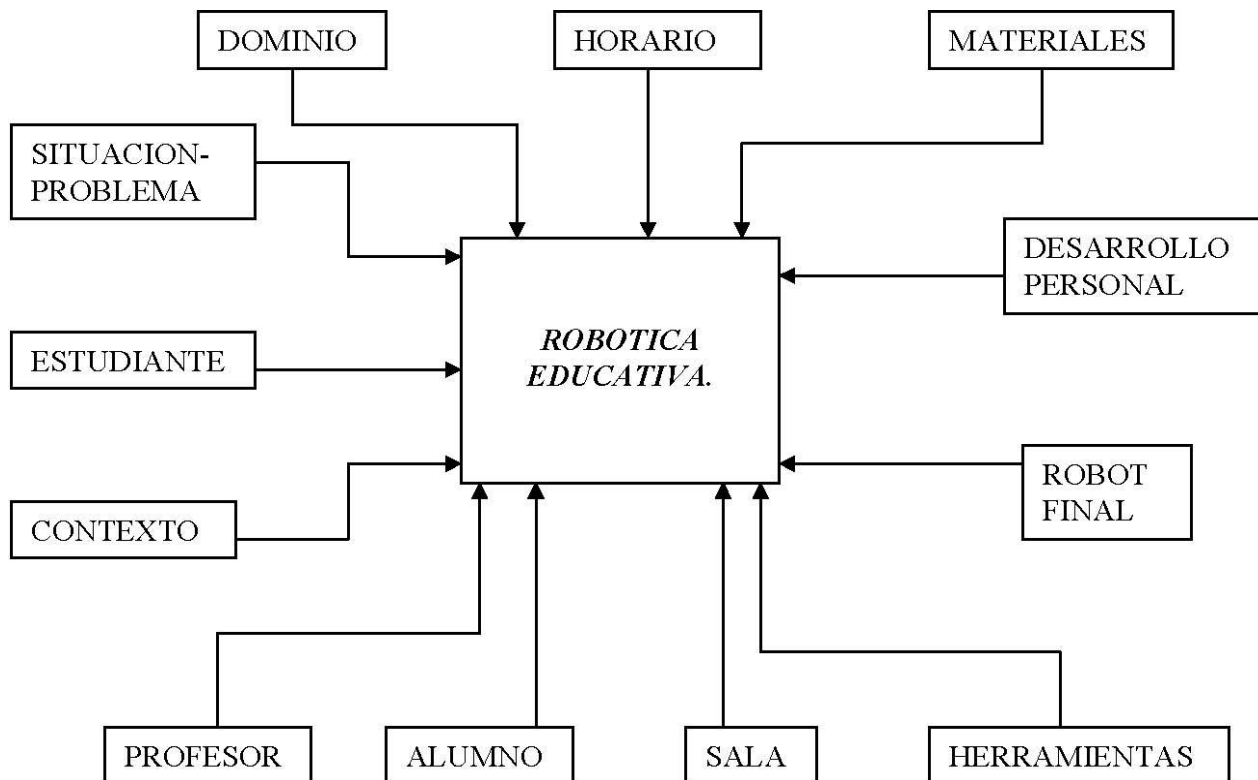 DOMINIO
HORARIO
MATERIALES
SITUACION-
PROBLEMA
DESARROLLO
PERSONAL
ROBOTICA
EDUCATIVA.
ESTUDIANTE
CONTEXTO
ROBOT
FINAL
PROFESOR
ALUMNO
SALA
HERRAMIENTAS